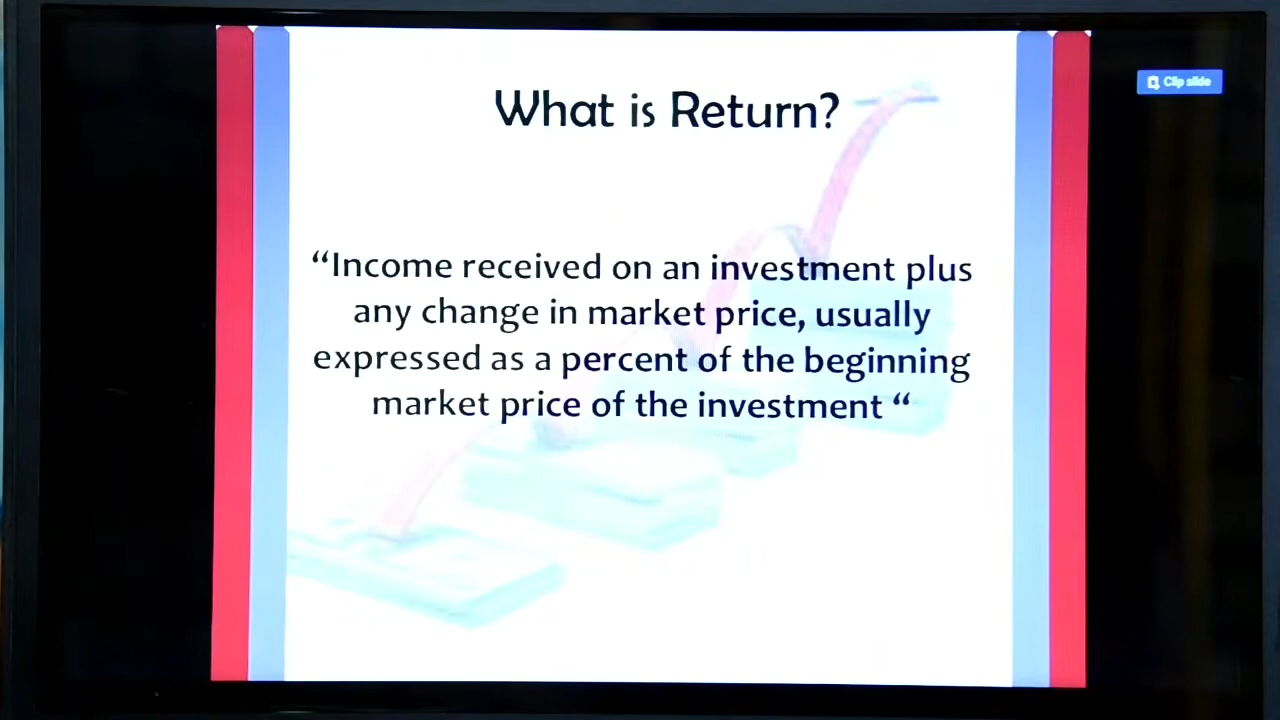 What is Return?
Clip slide
“Income received on an investment plus
any change in market price, usually
expressed as a percent of the beginning
market price of the investment “